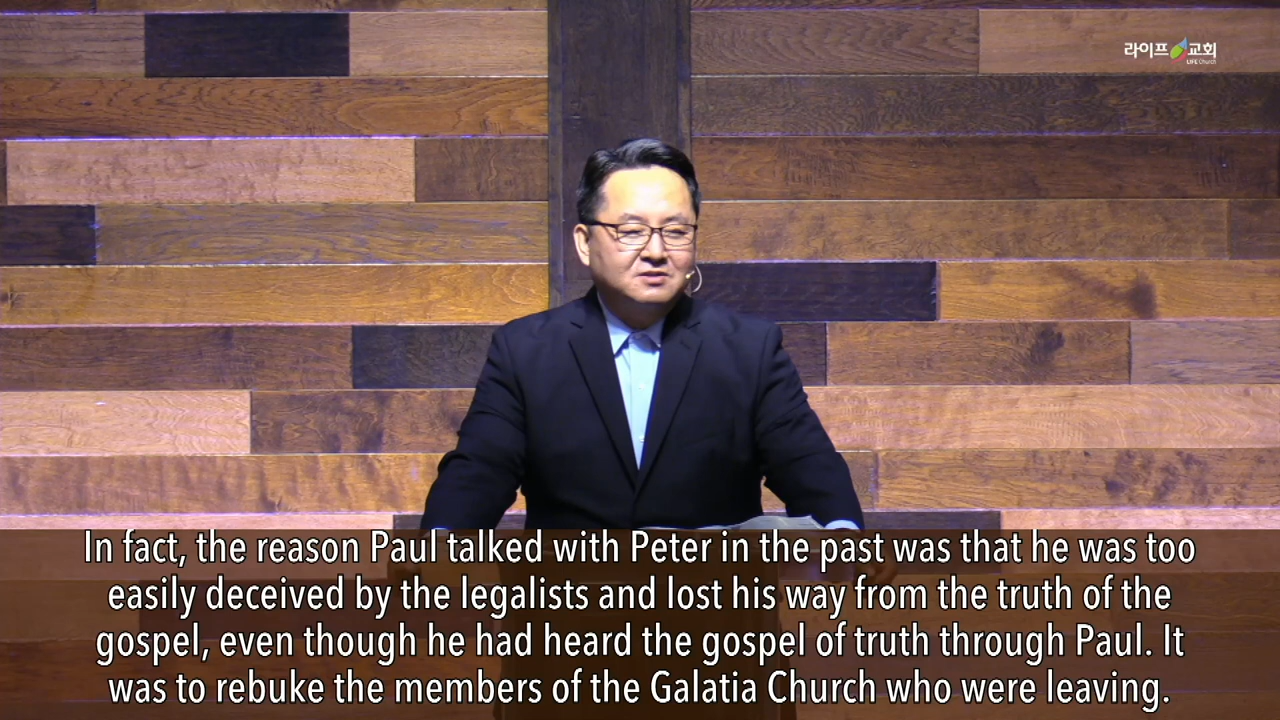 라이프 교회
LIFE Church
In fact, the reason Paul talked with Peter in the past was that he was too
easily deceived by the legalists and lost his way from the truth of the
gospel, even though he had heard the gospel of truth through Paul. It
was to rebuke the members of the Galatia Church who were leaving.